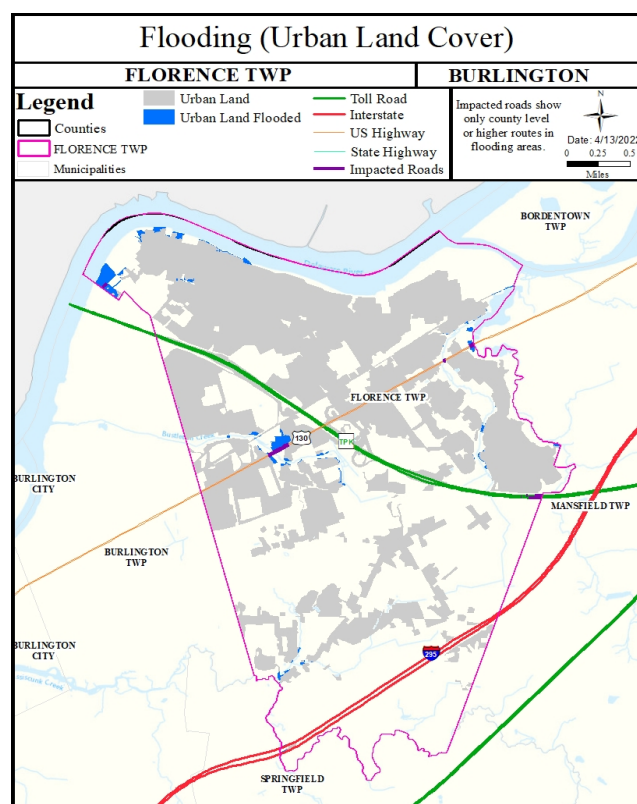 Flooding (Urban Land Cover)
FLORENCE TWP
BURLINGTON
Legend
Counties
FLORENCE TWP
Municipalities
Urban Land
Urban Land Flooded
Toll Road
Interstate
US Highway
State Highway
Impacted Roads
Impacted roads show
only county level
or higher routes in
flooding areas.
N
Date: 4/13/2022
0 0.25 0.5
Miles
BORDENTOWN
TWP
Delaware River
FLORENCE TWP
130
TPK
BURLINGTON
CITY
MANSFIELD TWP
BURLINGTON
TWP
BURLINGTON
CITY
295
SPRINGFIELD
TWP